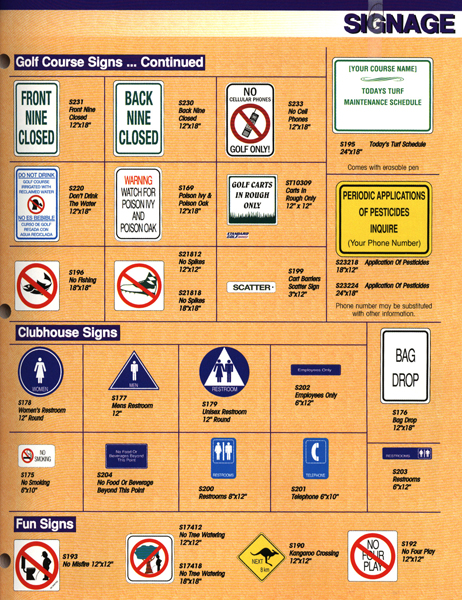 SIGNAGE
Golf Course Signs ... Continued
FRONT
NINE
CLOSED
S231
Front Nine
Closed
12"x18"
BACK
NINE
CLOSED
S230
Back Nine
Closed
12"x18"
NO
CELLULAR PHONES
GOLF ONLY!
S233
No Cell
Phones
12"x18"
[YOUR COURSE NAME]
TODAYS TURF
MAINTENANCE SCHEDULE
S195 Today's Turf Schedule
24"x18"
Comes with erasable pen
DO NOT DRINK
GOLF COURSE
IRRIGATED WITH
RECLAIMED WATER
NO ES BEBIBLE
CURSO DE GOLF
REGADA CON
AGUA RECICLADA
S220
Don't Drink
The Water
12"x18"
WARNING
WATCH FOR
POISON IVY
AND
POISON OAK
S169
Poison Ivy &
Poison Oak
12"x18"
GOLF CARTS
IN ROUGH
ONLY
STANDARD
GOLF
ST10309
Carts in
Rough Only
12" x 12"
PERIODIC APPLICATIONS
OF PESTICIDES
INQUIRE
(Your Phone Number)
S23218 Application Of Pesticides
18"x12"
S23224 Application Of Pesticides
24"x18"
Phone number may be substituted
with other information.
S196
No Fishing
18"x18"
S21812
No Spikes
12"x12"
S21818
No Spikes
18"x18"
SCATTER
S199
Cart Barriers
Scatter Sign
3"x12"
Clubhouse Signs
WOMEN
S178
Women's Restroom
12" Round
MEN
S177
Mens Restroom
12"
RESTROOM
S179
Unisex Restroom
12" Round
Employees Only
S202
Employees Only
6"x12"
BAG
DROP
S176
Bag Drop
12"x18"
NO
SMOKING
S175
No Smoking
6"x10"
No Food Or
Beverages Beyond
This Point
S204
No Food Or Beverage
Beyond This Point
RESTROOMS
S200
Restrooms 8"x12"
TELEPHONE
S201
Telephone 6"x10"
RESTROOMS
S203
Restrooms
6"x12"
Fun Signs
S193
No Misfire 12"x12"
S17412
No Tree Watering
12"x12"
S17418
No Tree Watering
18"x18"
NEXT
8 km
S190
Kangaroo Crossing
12"x12"
NO
FOUR
PLAY
S192
No Four Play
12"x12"